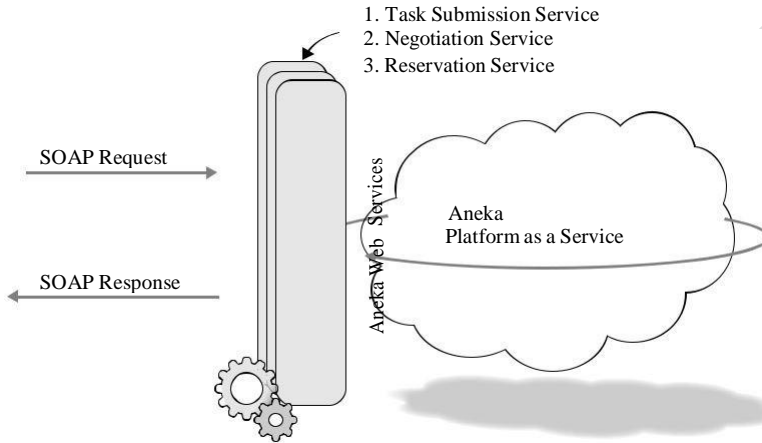 1. Task Submission Service
2. Negotiation Service
3. Reservation Service
SOAP Request
Aneka Web Services
Aneka
Platform as a Service
SOAP Response